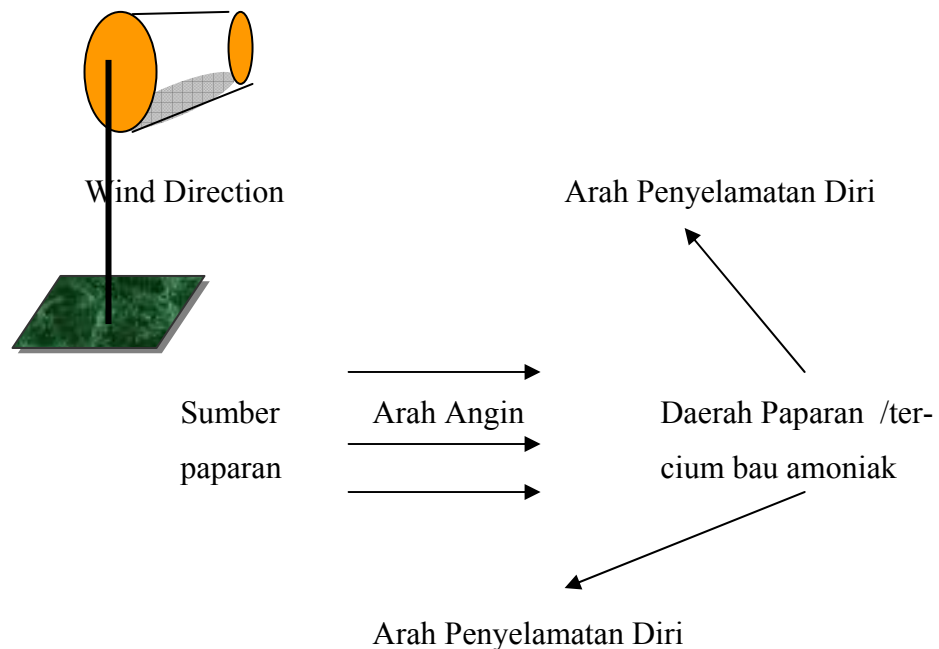 Wind Direction
Arah Penyelamatan Diri
Sumber
paparan
Arah Angin
Daerah Paparan /ter-
cium bau amoniak
Arah Penyelamatan Diri